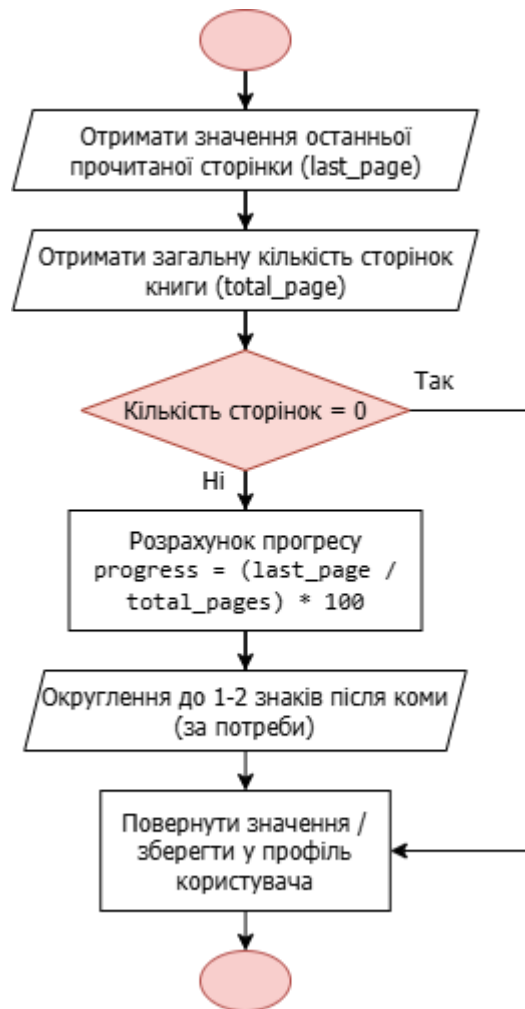 Отримати значення останньої
прочитаної сторінки (last_page)
Отримати загальну кількість сторінок
книги (total_page)
Кількість сторінок = 0
Так
Ні
Розрахунок прогресу
progress = (last_page /
total_pages) * 100
Округлення до 1-2 знаків після коми
(за потреби)
Повернути значення /
зберегти у профіль
користувача